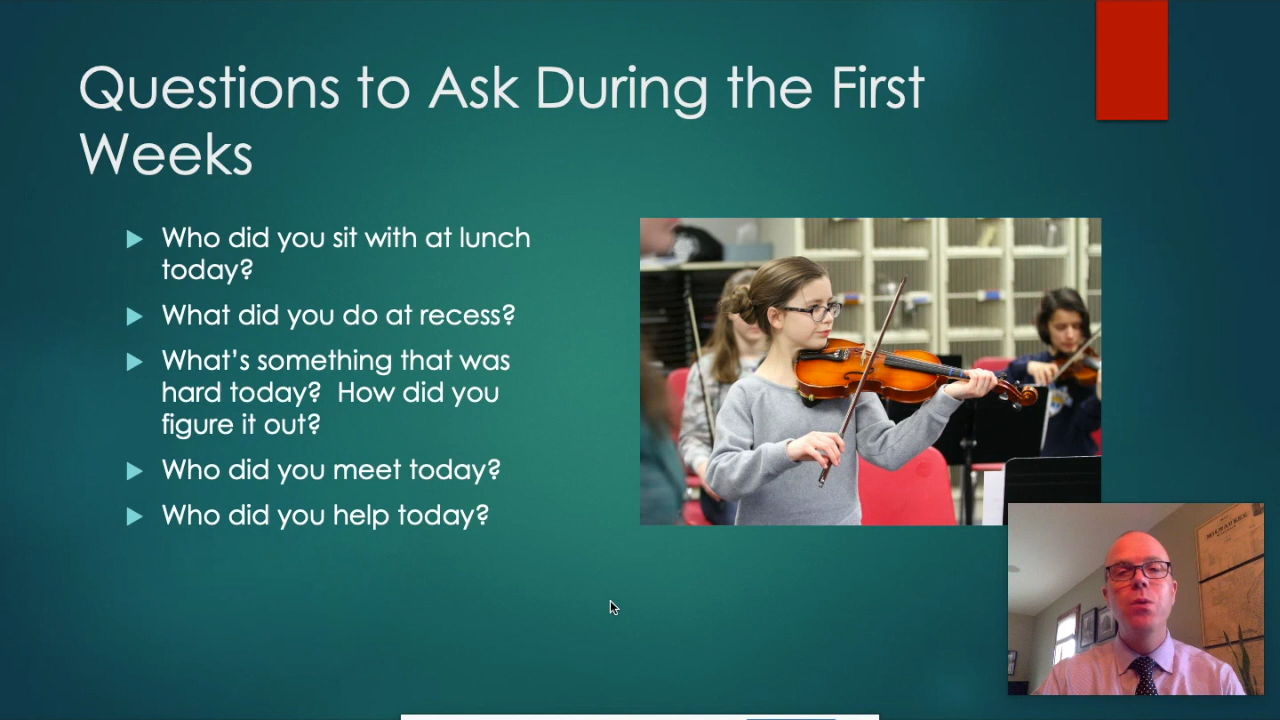 Questions to Ask During the First
Weeks
Who did you sit with at lunch
today?
What did you do at recess?
What's something that was
hard today?  How did you
figure it out?
Who did you meet today?
Who did you help today?
MILWAUKEE